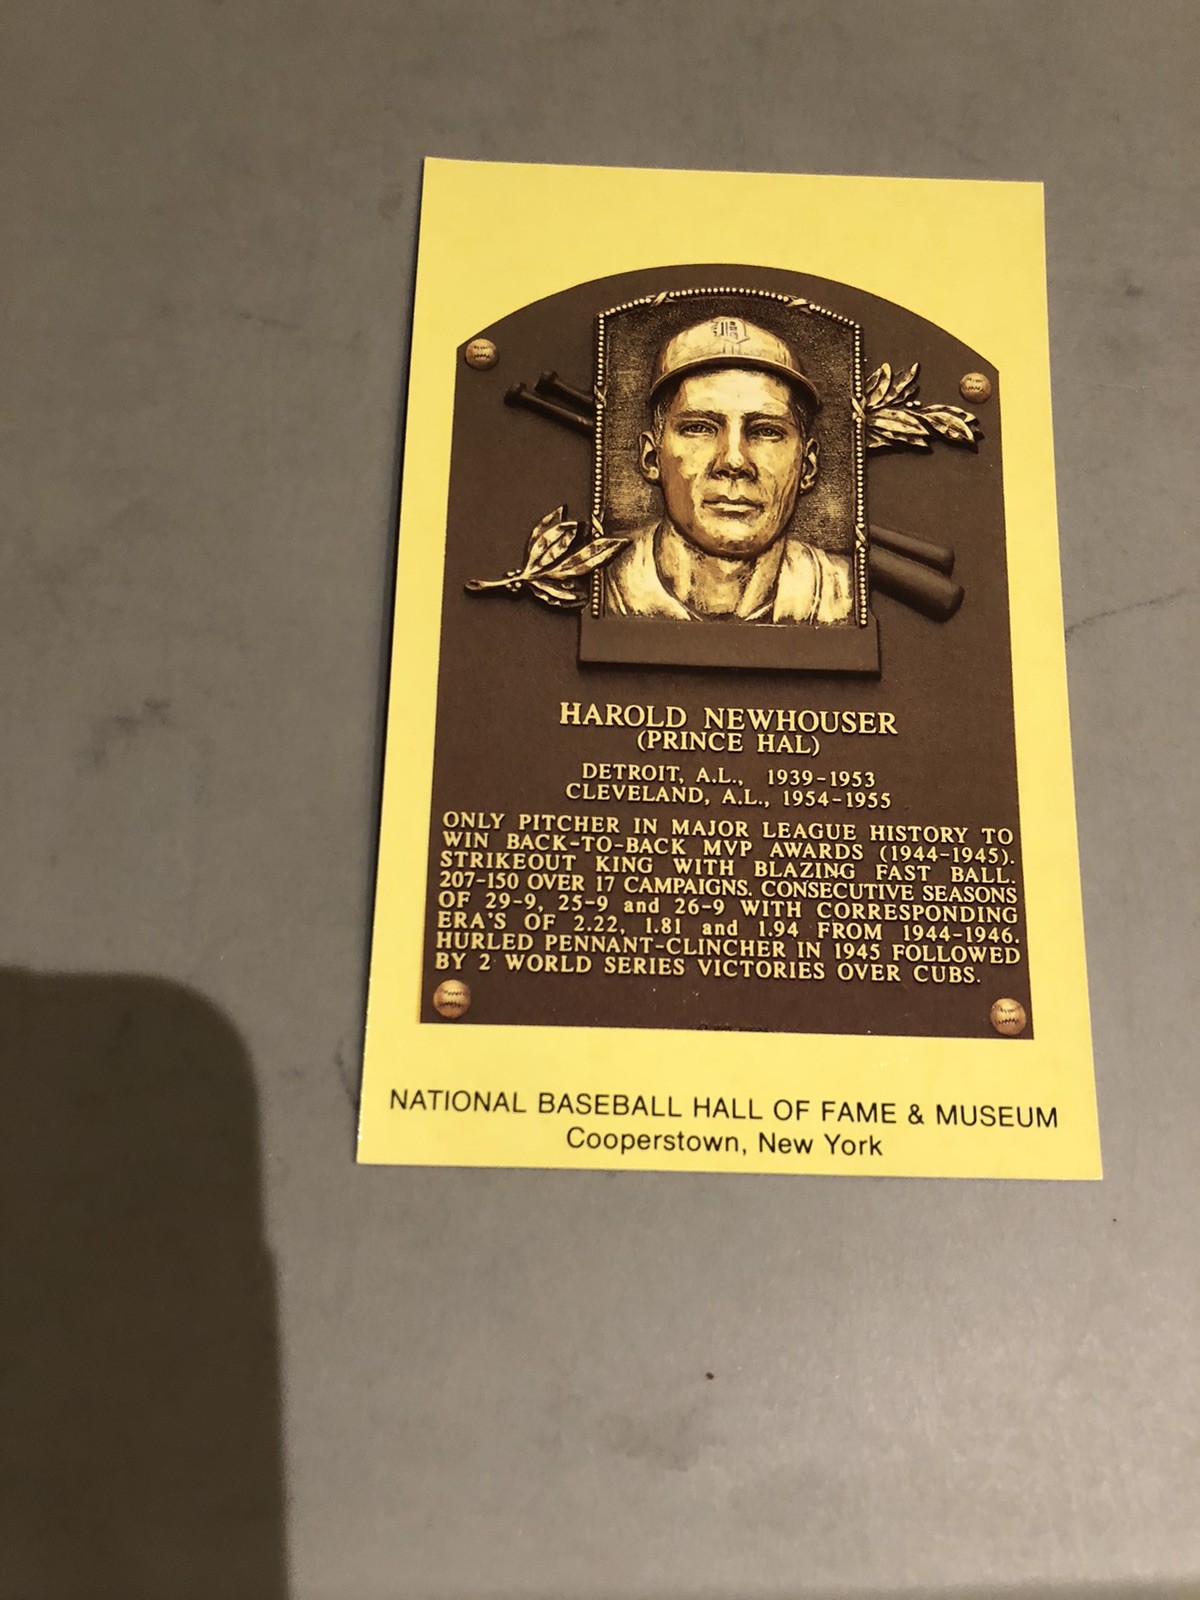 HAROLD NEWHOUSER
(PRINCE HAL)
DETROIT, A.L., 1939-1953
CLEVELAND, A.L., 1954-1955
ONLY PITCHER IN MAJOR LEAGUE HISTORY TO
WIN BACK-TO-BACK MVP AWARDS (1944-1945).
STRIKEOUT KING WITH BLAZING FAST BALL.
207-150 OVER 17 CAMPAIGNS. CONSECUTIVE SEASONS
OF 29-9, 25-9 and 26-9 WITH CORRESPONDING
ERA'S OF 2.22, 1.81 and 1.94 FROM 1944-1946.
HURLED PENNANT-CLINCHER IN 1945 FOLLOWED
BY 2 WORLD SERIES VICTORIES OVER CUBS.
NATIONAL BASEBALL HALL OF FAME & MUSEUM
Cooperstown, New York